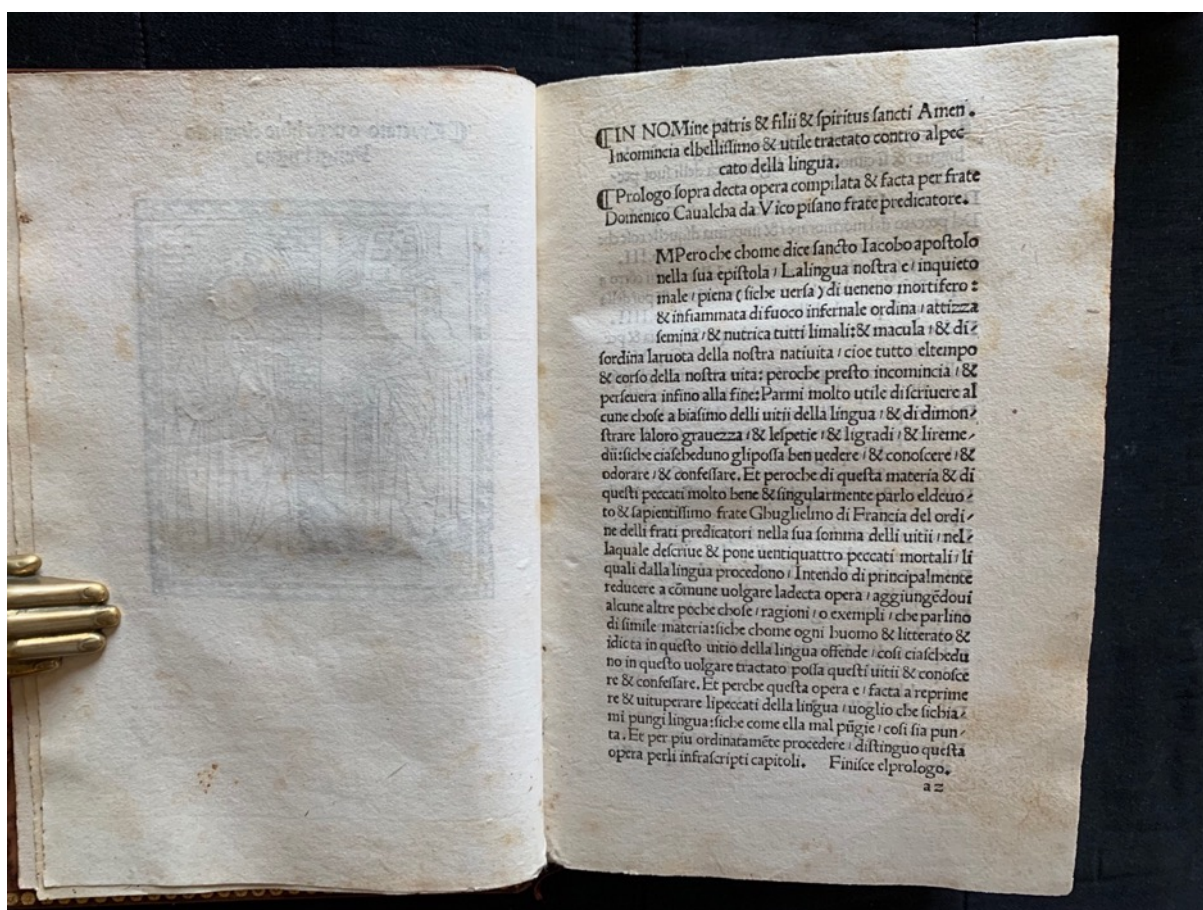 ⁌IN NOMine patris & filii & ſpiritus ſancti Amen.
Incomincia elbelliſſimo & utile tractato contro alpec
cato della lingua.
⁌Prologo ſopra decta opera compilata & facta per frate
Domenico Caualcha da Vico piſano frate predicatore.
MPero che chome dice ſancto Iacobo apoſtolo
nella ſua epiſtola / Lalingua noſtra e / inquieto
male / piena (ſiche uerſa) di ueneno mortifero :
& infiammata di fuoco infernale ordina / attizza
ſemina / & nutrica tutti limali: & macula / & di⸗
ſordina laruota della noſtra natiuita / cioe tutto eltempo
& corſo della noſtra uita: peroche preſto incomincia / &
perſeuera infino alla fine: Parmi molto utile di ſcriuere al
cune choſe a biaſimo delli uitii della lingua / & di dimon⸗
ſtrare laloro grauezza / & leſpetie / & ligradi / & lireme⸗
dii: ſiche ciaſcheduno gli poſſa ben uedere / & conoſcere / &
odorare / & confeſſare. Et peroche di queſta materia & di
queſti peccati molto bene & ſingularmente parlo eldeuo⸗
to & ſapientiſſimo frate Ghuglielmo di Francia del ordi⸗
ne delli frati predicatori nella ſua ſomma delli uitii / nel⸗
laquale deſcriue & pone uentiquattro peccati mortali / li
quali dalla lingua procedono / Intendo di principalmente
reducere a cōmune uolgare ladecta opera / aggiungēdoui
alcune altre poche choſe / ragioni / o exempli / che parlino
di ſimile materia: ſiche chome ogni huomo & litterato &
idiota in queſto uitio della lingua offende / coſi ciaſchedu
no in queſto uolgare tractato poſſa queſti uitii & conoſce
re & confeſſare. Et perche queſta opera e / facta a reprime
re & uituperare lipeccati della lingua / uoglio che ſichia⸗
mi pungi lingua: ſiche come ella mal pūgie / coſi ſia pun⸗
ta. Et per piu ordinatamēte procedere / diſtinguo queſta
opera perli infraſcripti capitoli. Finiſce elprologo.
a2